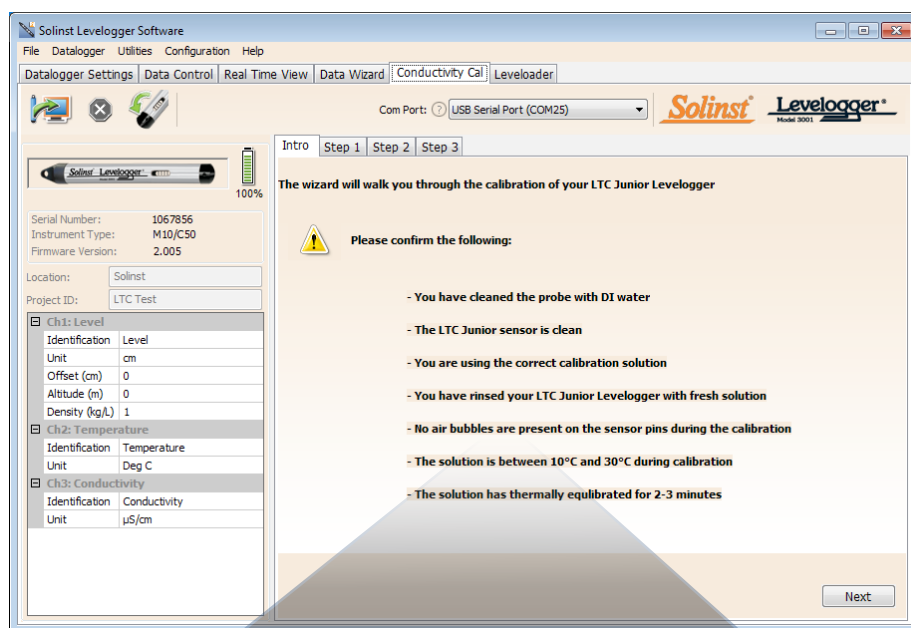 Solinst Levelogger Software
File Datalogger Utilities Configuration Help
Datalogger Settings Data Control Real Time View Data Wizard Conductivity Cal Leveloader
Com Port: ? USB Serial Port (COM25)
Solinst Levelogger
Model 3001
Solinst Levelogger
100%
Serial Number: 1067856
Instrument Type: M10/C50
Firmware Version: 2.005
Location: Solinst
Project ID: LTC Test
Ch1: Level
Identification Level
Unit cm
Offset (cm) 0
Altitude (m) 0
Density (kg/L) 1
Ch2: Temperature
Identification Temperature
Unit Deg C
Ch3: Conductivity
Identification Conductivity
Unit µS/cm
Intro Step 1 Step 2 Step 3
The wizard will walk you through the calibration of your LTC Junior Levelogger
Please confirm the following:
- You have cleaned the probe with DI water
- The LTC Junior sensor is clean
- You are using the correct calibration solution
- You have rinsed your LTC Junior Levelogger with fresh solution
- No air bubbles are present on the sensor pins during the calibration
- The solution is between 10°C and 30°C during calibration
- The solution has thermally equlibrated for 2-3 minutes
Next